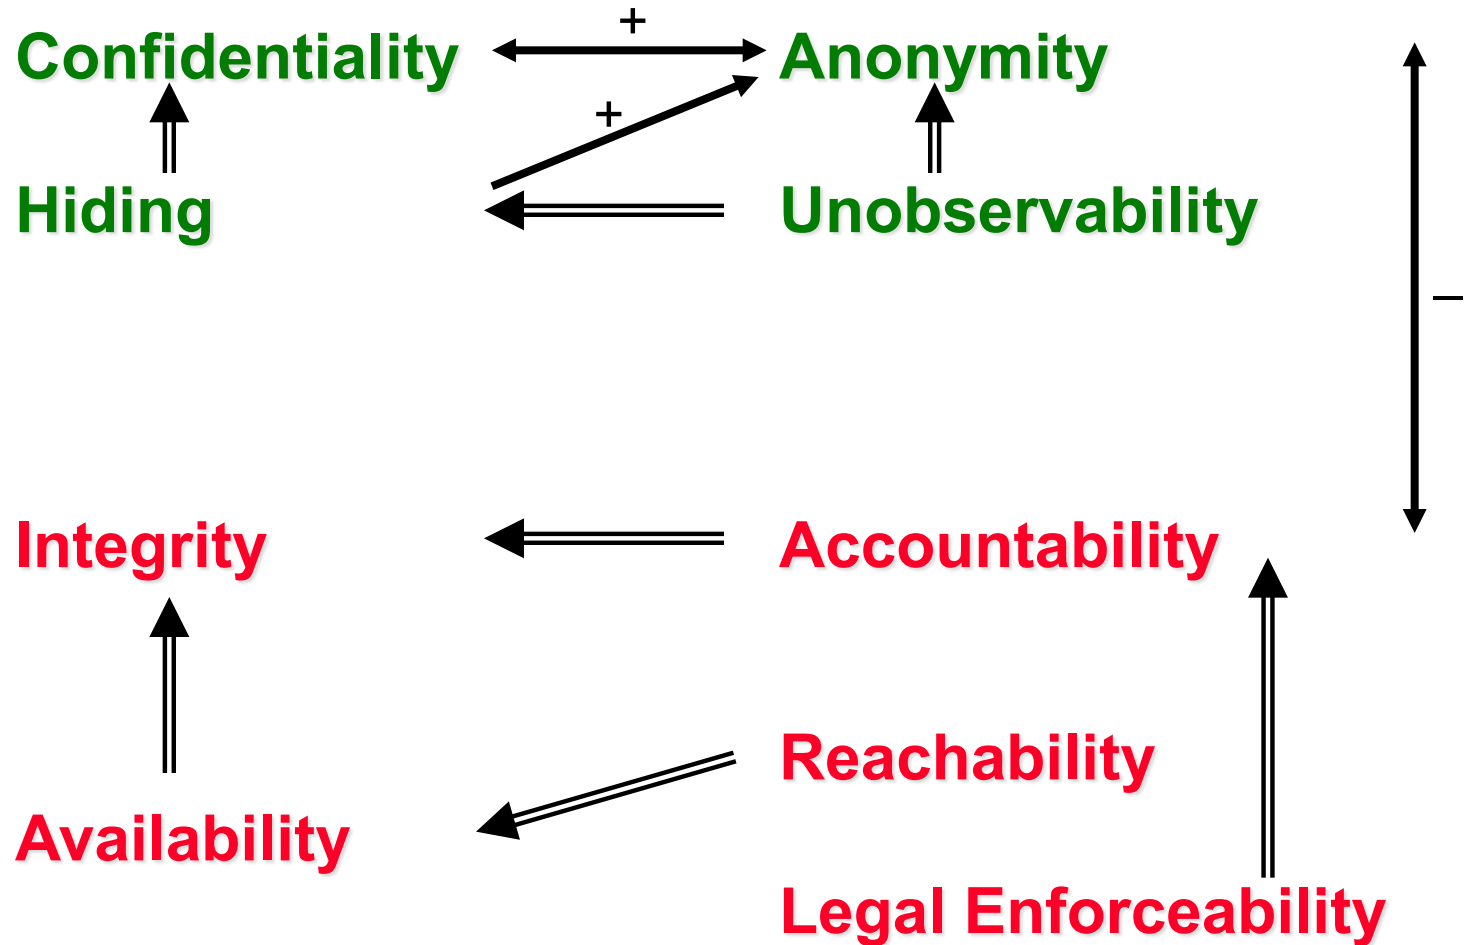 +
Confidentiality
Anonymity
+
Hiding
Unobservability
–
Integrity
Accountability
Reachability
Availability
Legal Enforceability